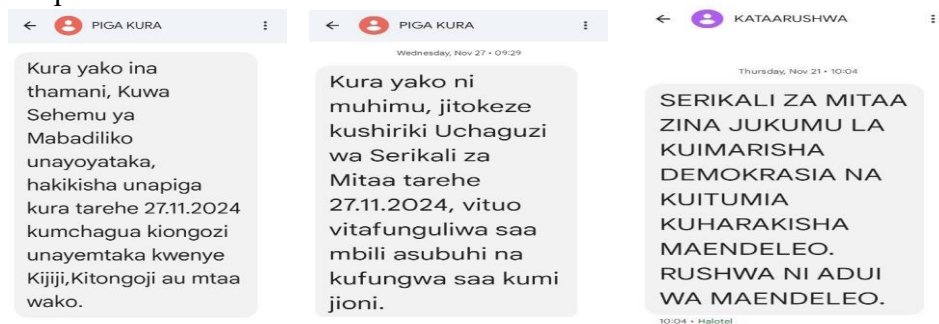 PIGA KURA
Kura yako ina
thamani, Kuwa
Sehemu ya
Mabadiliko
unayoyataka,
hakikisha unapiga
kura tarehe 27.11.2024
kumchagua kiongozi
unayemtaka kwenye
Kijiji,Kitongoji au mtaa
wako.
PIGA KURA
Wednesday, Nov 27 • 09:29
Kura yako ni
muhimu, jitokeze
kushiriki Uchaguzi
wa Serikali za
Mitaa tarehe
27.11.2024, vituo
vitafunguliwa saa
mbili asubuhi na
kufungwa saa kumi
jioni.
KATAARUSHWA
Thursday, Nov 21 • 10:04
SERIKALI ZA MITAA
ZINA JUKUMU LA
KUIMARISHA
DEMOKRASIA NA
KUITUMIA
KUHARAKISHA
MAENDELEO.
RUSHWA NI ADUI
WA MAENDELEO.
10:04 • Halotel